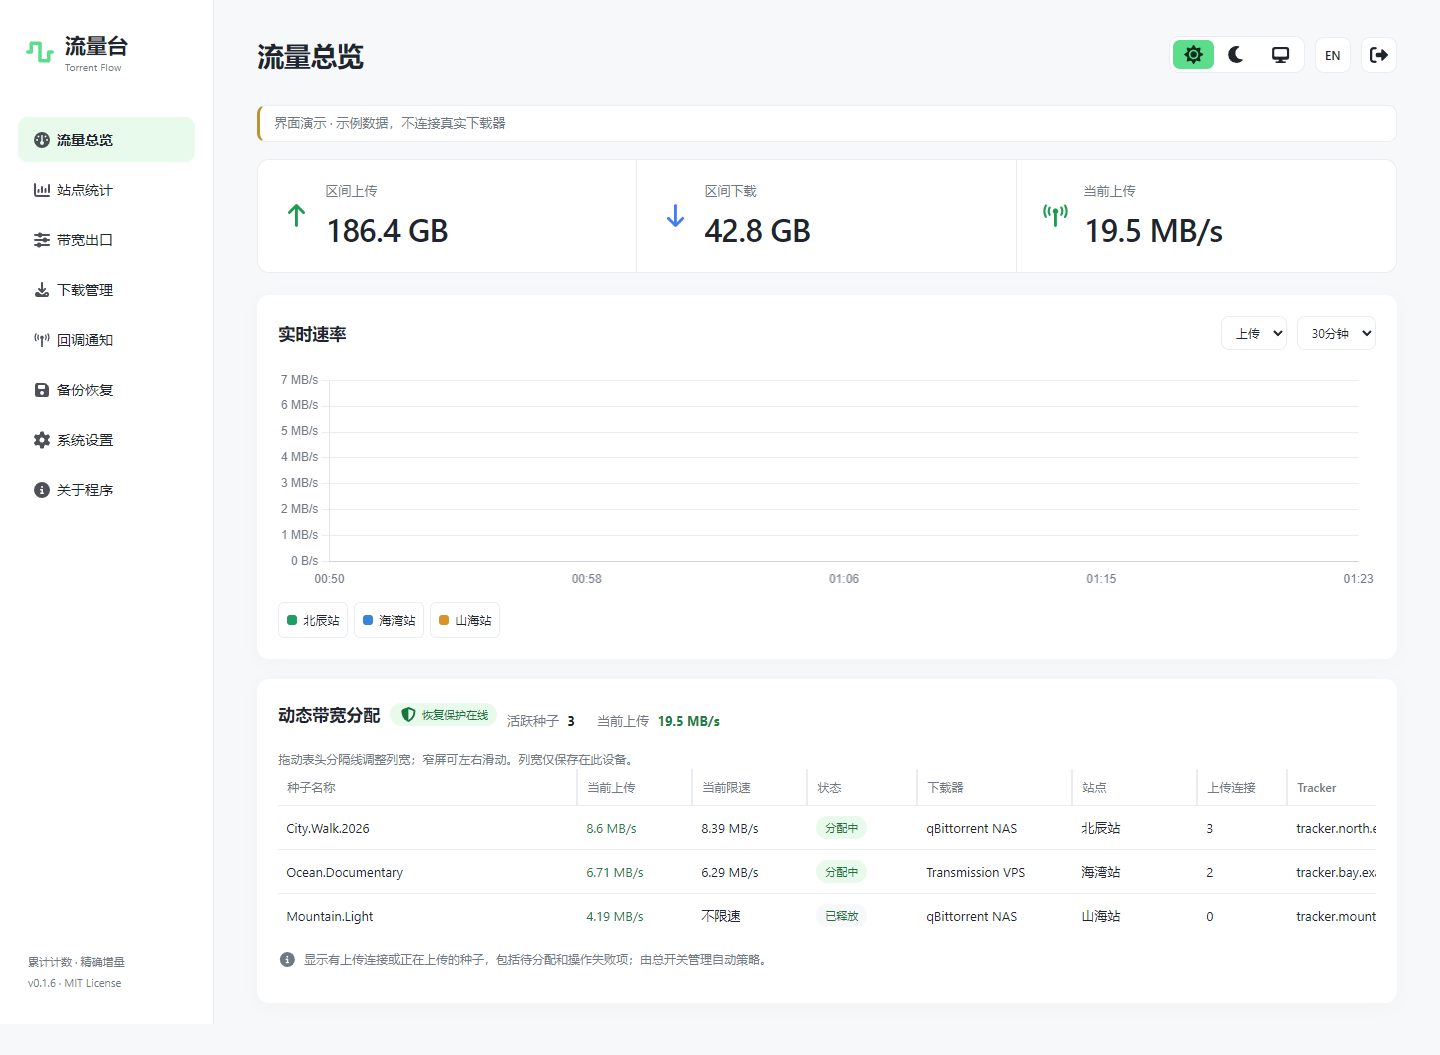 流量台
Torrent Flow
流量总览
站点统计
带宽出口
下载管理
回调通知
备份恢复
系统设置
关于程序
累计计数 · 精确增量
v0.1.6 · MIT License
流量总览
EN
界面演示 · 示例数据，不连接真实下载器
区间上传
186.4 GB
区间下载
42.8 GB
当前上传
19.5 MB/s
实时速率
上传
30分钟
7 MB/s
6 MB/s
5 MB/s
4 MB/s
3 MB/s
2 MB/s
1 MB/s
0 B/s
00:50 00:58 01:06 01:15 01:23
北辰站 海湾站 山海站
动态带宽分配 恢复保护在线 活跃种子 3 当前上传 19.5 MB/s
拖动表头分隔线调整列宽；窄屏可左右滑动。列宽仅保存在此设备。
种子名称 当前上传 当前限速 状态 下载器 站点 上传连接 Tracker
City.Walk.2026 8.6 MB/s 8.39 MB/s 分配中 qBittorrent NAS 北辰站 3 tracker.north.e
Ocean.Documentary 6.71 MB/s 6.29 MB/s 分配中 Transmission VPS 海湾站 2 tracker.bay.exa
Mountain.Light 4.19 MB/s 不限速 已释放 qBittorrent NAS 山海站 0 tracker.mount
显示有上传连接或正在上传的种子，包括待分配和操作失败项；由总开关管理自动策略。